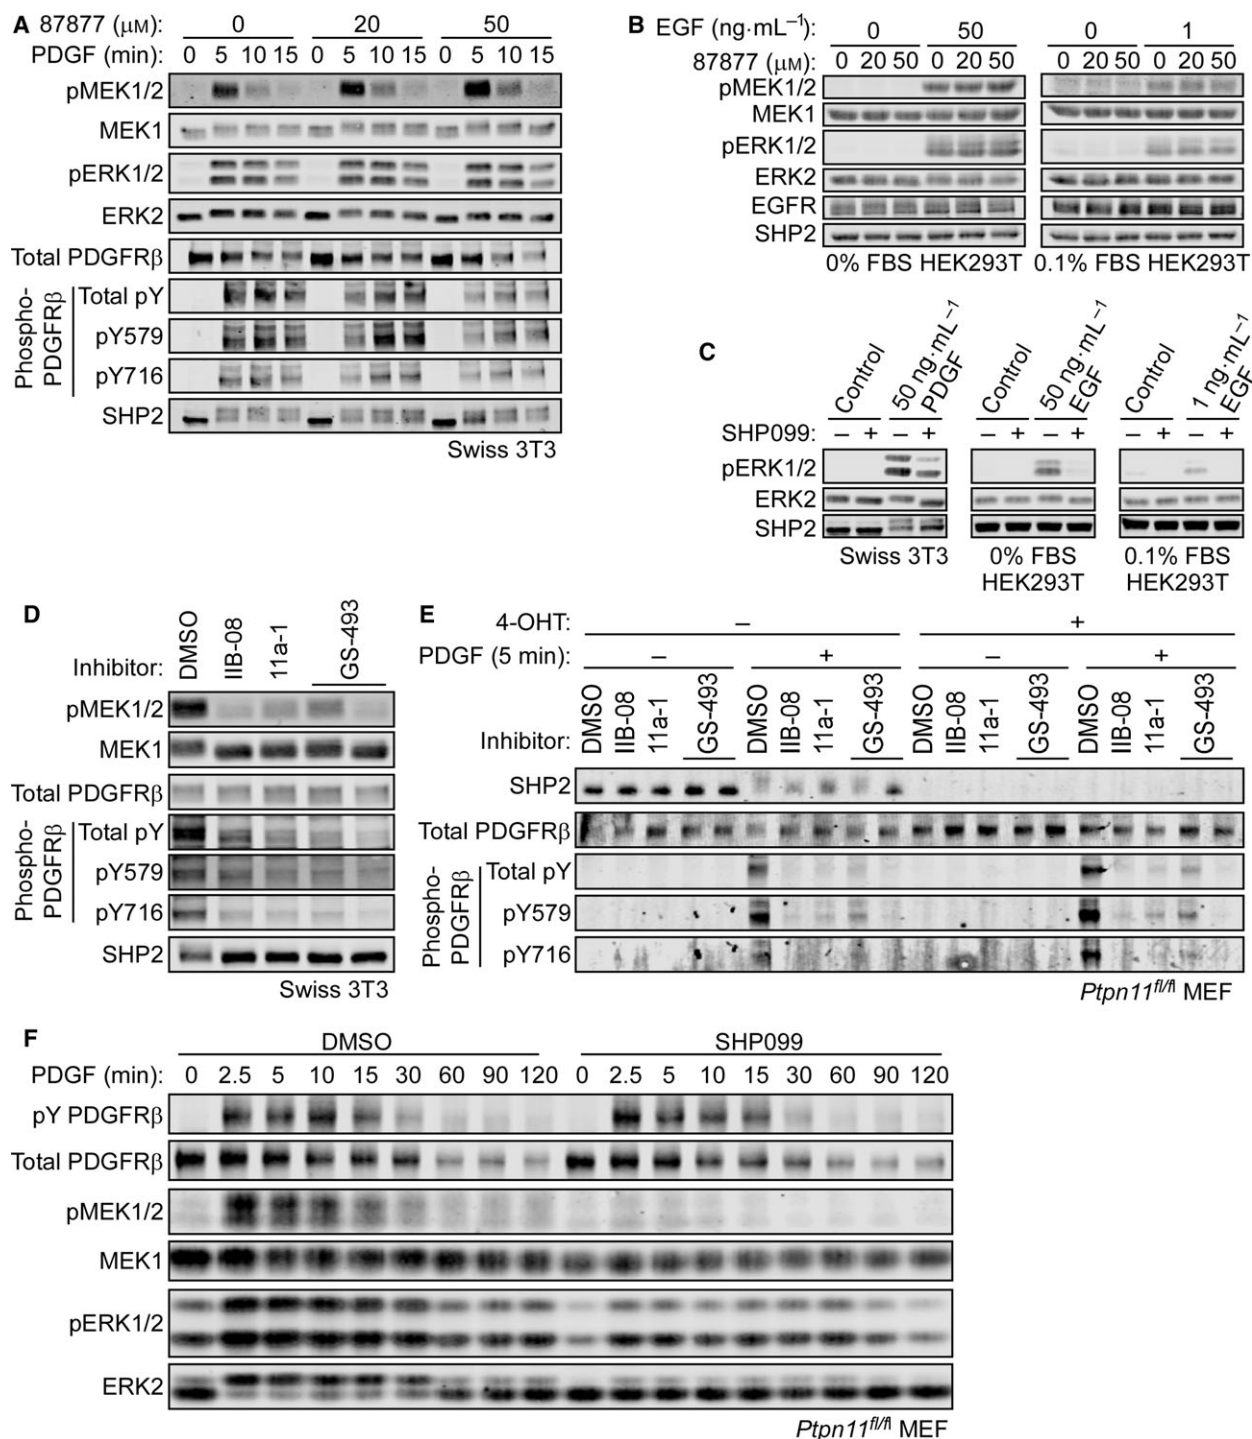 A
87877 (μM): 0 20 50
PDGF (min): 0 5 10 15 0 5 10 15 0 5 10 15
pMEK1/2
MEK1
pERK1/2
ERK2
Total PDGFRβ
Phospho-PDGFRβ
Total pY
pY579
pY716
SHP2
Swiss 3T3
B
EGF (ng·mL⁻¹): 0 50 0 1
87877 (μM): 0 20 50 0 20 50 0 20 50 0 20 50
pMEK1/2
MEK1
pERK1/2
ERK2
EGFR
SHP2
0% FBS HEK293T 0.1% FBS HEK293T
C
Control
50 ng·mL⁻¹ PDGF
Control
50 ng·mL⁻¹ EGF
Control
1 ng·mL⁻¹ EGF
SHP099: – + – + – + – + – + – +
pERK1/2
ERK2
SHP2
Swiss 3T3
0% FBS
HEK293T
0.1% FBS
HEK293T
D
Inhibitor: DMSO IIB-08 11a-1 GS-493
pMEK1/2
MEK1
Total PDGFRβ
Phospho-PDGFRβ
Total pY
pY579
pY716
SHP2
Swiss 3T3
E
4-OHT: – +
PDGF (5 min): – + – +
Inhibitor: DMSO IIB-08 11a-1 GS-493 DMSO IIB-08 11a-1 GS-493 DMSO IIB-08 11a-1 GS-493 DMSO IIB-08 11a-1 GS-493
SHP2
Total PDGFRβ
Phospho-PDGFRβ
Total pY
pY579
pY716
Ptpn11fl/fl MEF
F
DMSO SHP099
PDGF (min): 0 2.5 5 10 15 30 60 90 120 0 2.5 5 10 15 30 60 90 120
pY PDGFRβ
Total PDGFRβ
pMEK1/2
MEK1
pERK1/2
ERK2
Ptpn11fl/fl MEF